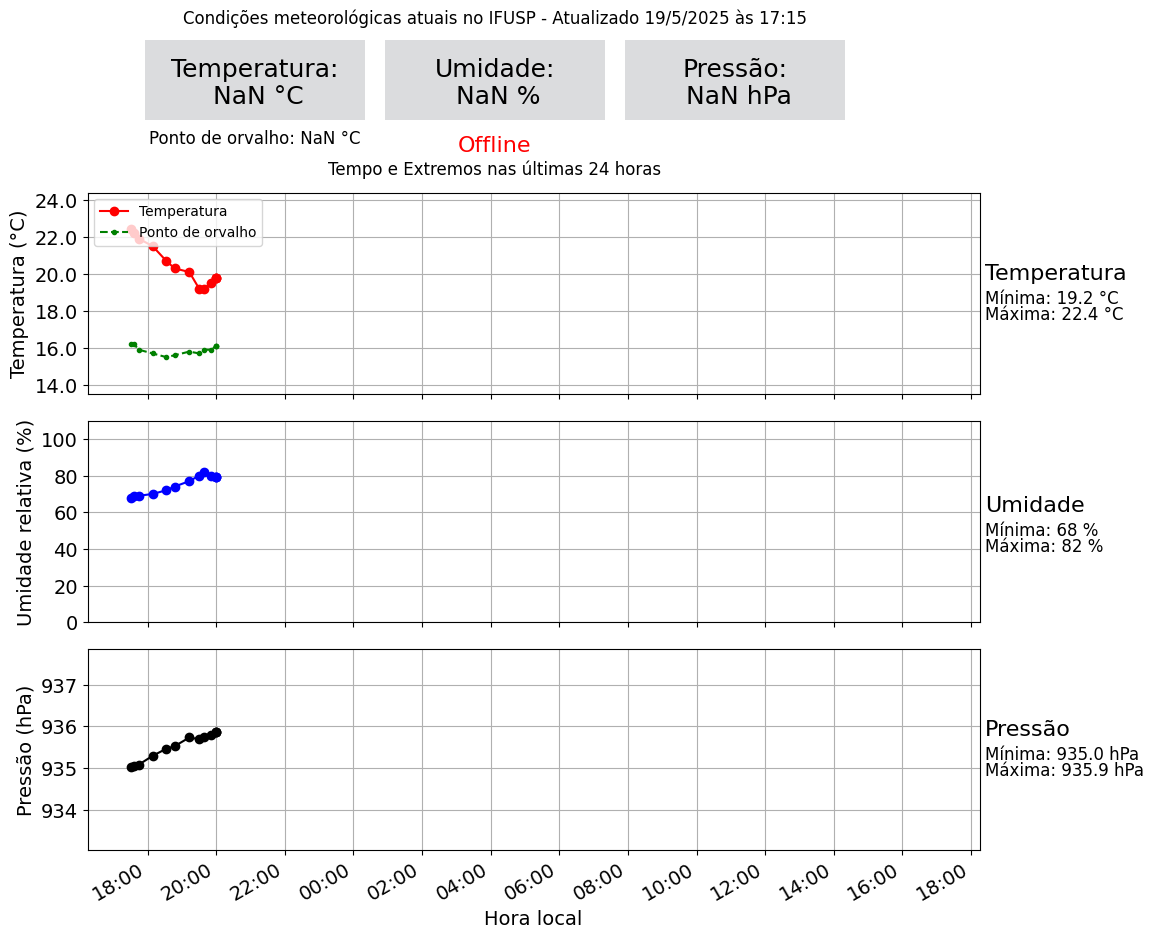 Condições meteorológicas atuais no IFUSP - Atualizado 19/5/2025 às 17:15
Temperatura:
NaN °C
Umidade:
NaN %
Pressão:
NaN hPa
Ponto de orvalho: NaN °C
Offline
Tempo e Extremos nas últimas 24 horas
Temperatura (°C)
24.0
22.0
20.0
18.0
16.0
14.0
Temperatura
Ponto de orvalho
Temperatura
Mínima: 19.2 °C
Máxima: 22.4 °C
Umidade relativa (%)
100
80
60
40
20
0
Umidade
Mínima: 68 %
Máxima: 82 %
Pressão (hPa)
937
936
935
934
Pressão
Mínima: 935.0 hPa
Máxima: 935.9 hPa
18:00
20:00
22:00
00:00
02:00
04:00
06:00
08:00
10:00
12:00
14:00
16:00
18:00
Hora local